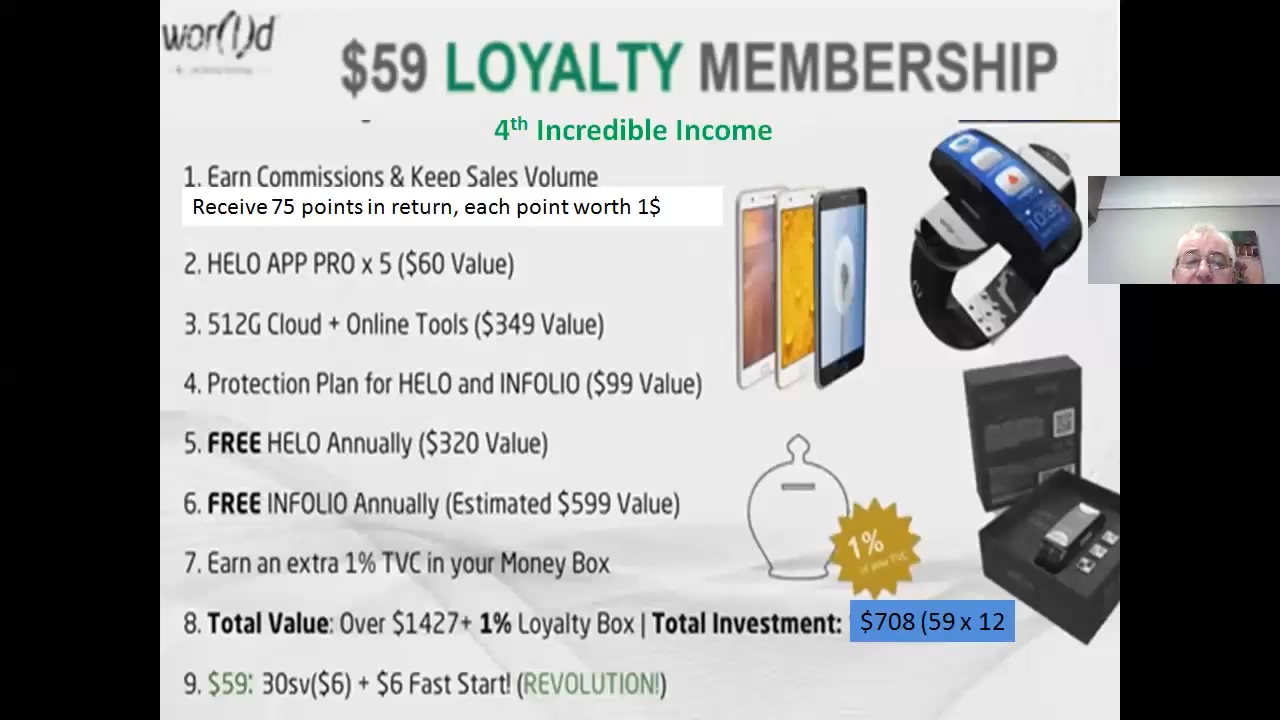 wor(l)d
$59 LOYALTY MEMBERSHIP
4th Incredible Income
1. Earn Commissions & Keep Sales Volume
Receive 75 points in return, each point worth 1$
2. HELO APP PRO x 5 ($60 Value)
3. 512G Cloud + Online Tools ($349 Value)
4. Protection Plan for HELO and INFOLIO ($99 Value)
5. FREE HELO Annually ($320 Value)
6. FREE INFOLIO Annually (Estimated $599 Value)
7. Earn an extra 1% TVC in your Money Box
1%
of your TVC
8. Total Value: Over $1427+ 1% Loyalty Box | Total Investment: $708 (59 x 12
9. $59: 30sv($6) + $6 Fast Start! (REVOLUTION!)